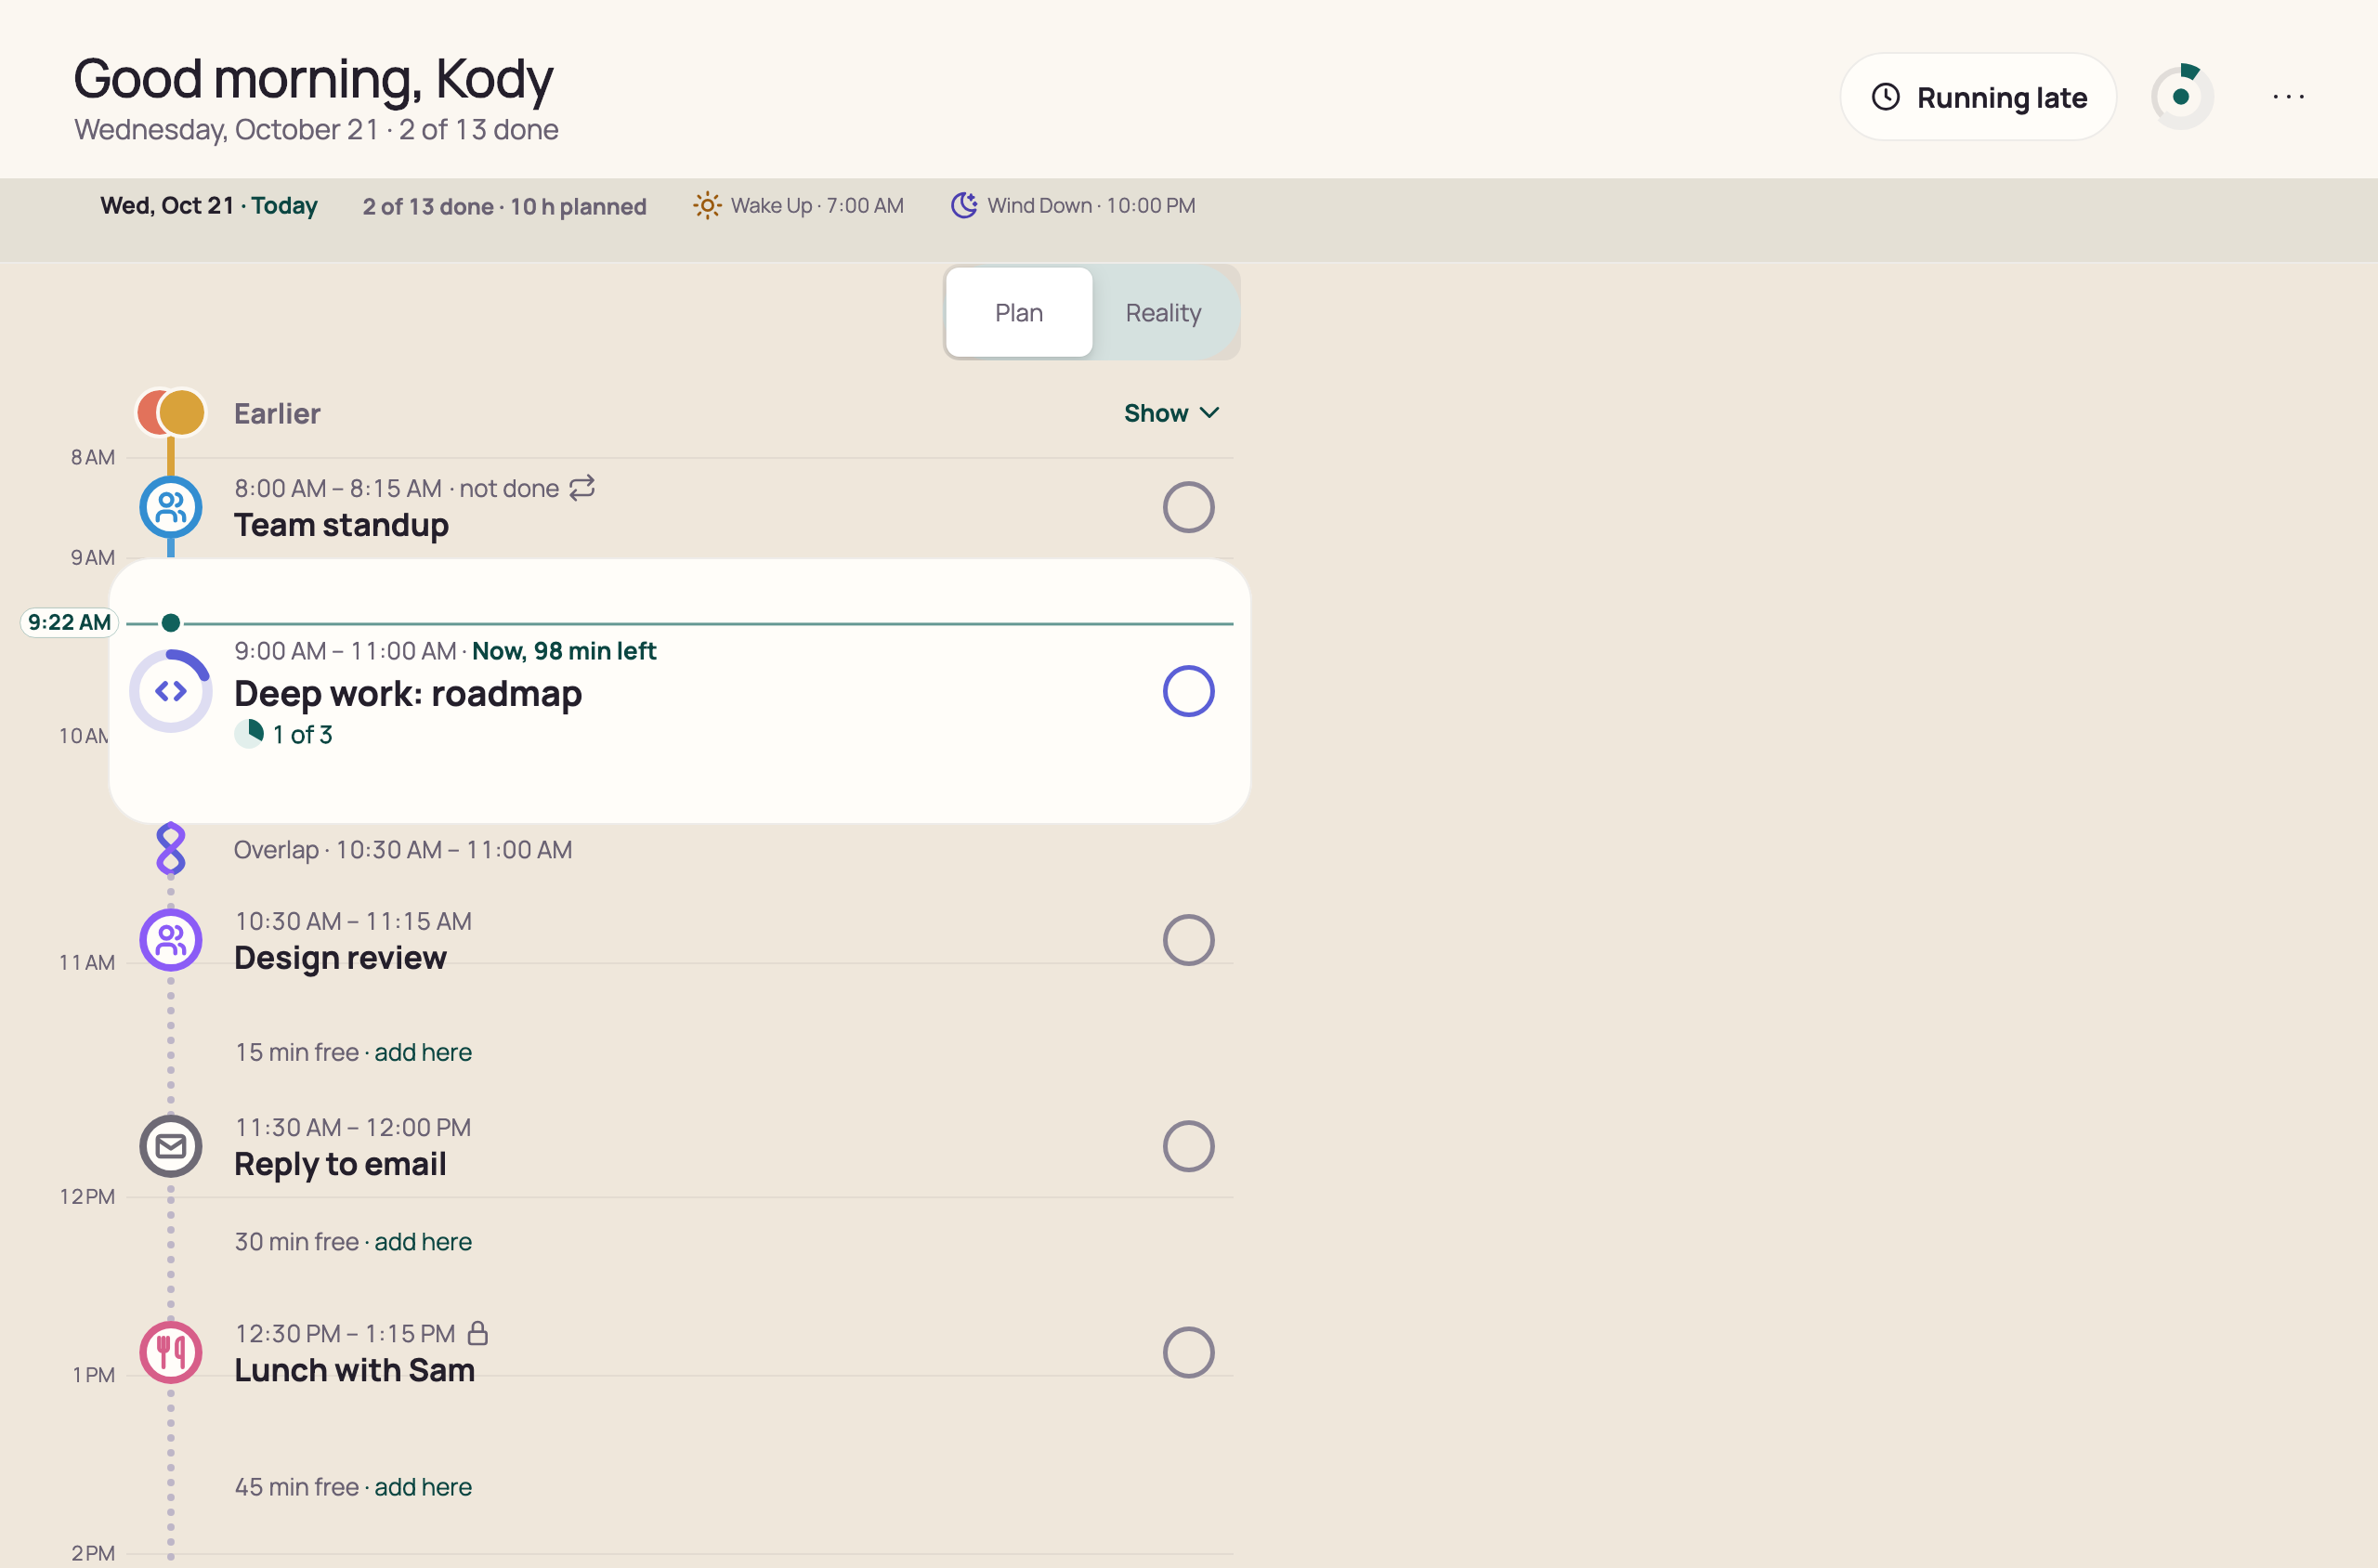 Good morning, Kody
Wednesday, October 21 · 2 of 13 done
Running late
Wed, Oct 21 · Today
2 of 13 done · 10 h planned
Wake Up · 7:00 AM
Wind Down · 10:00 PM
Plan
Reality
Earlier
Show
8 AM
8:00 AM – 8:15 AM · not done
Team standup
9 AM
9:22 AM
9:00 AM – 11:00 AM · Now, 98 min left
Deep work: roadmap
1 of 3
10 AM
Overlap · 10:30 AM – 11:00 AM
10:30 AM – 11:15 AM
Design review
11 AM
15 min free · add here
11:30 AM – 12:00 PM
Reply to email
12 PM
30 min free · add here
12:30 PM – 1:15 PM
Lunch with Sam
1 PM
45 min free · add here
2 PM